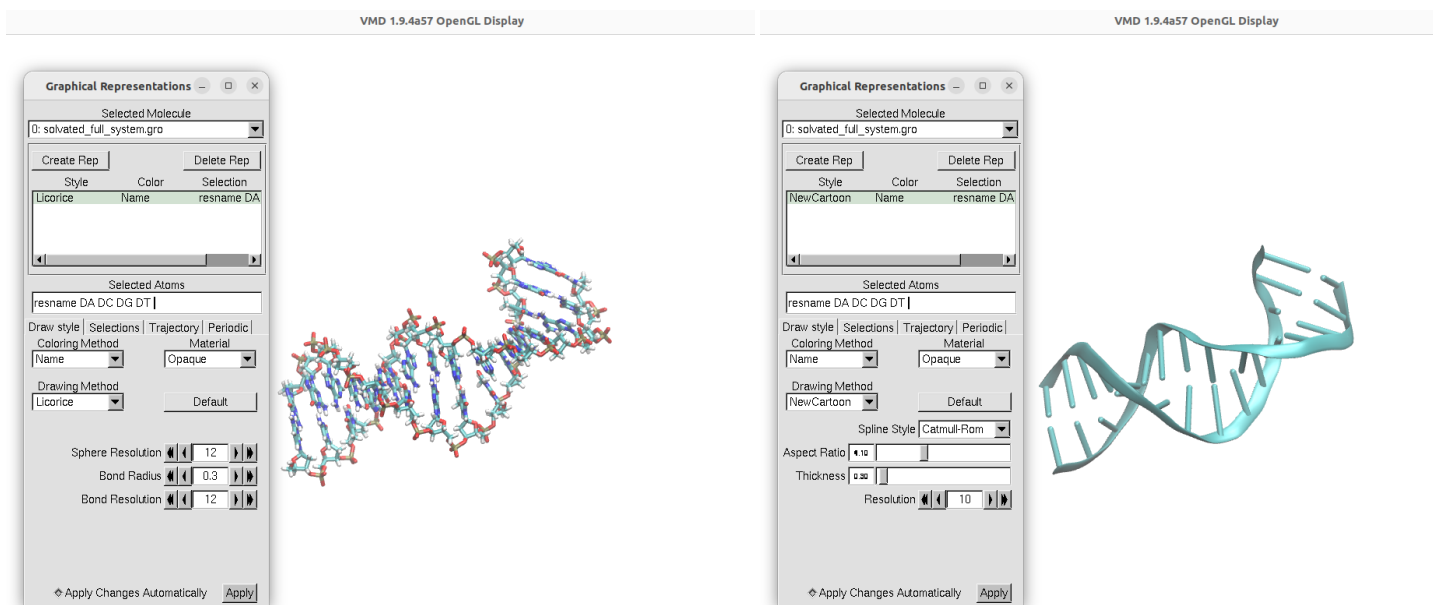 VMD 1.9.4a57 OpenGL Display
Graphical Representations
Selected Molecule
0: solvated_full_system.gro
Create Rep Delete Rep
Style Color Selection
Licorice Name resname DA
Selected Atoms
resname DA DC DG DT
Draw style Selections Trajectory Periodic
Coloring Method Material
Name Opaque
Drawing Method
Licorice Default
Sphere Resolution 12
Bond Radius 0.3
Bond Resolution 12
Apply Changes Automatically Apply
VMD 1.9.4a57 OpenGL Display
Graphical Representations
Selected Molecule
0: solvated_full_system.gro
Create Rep Delete Rep
Style Color Selection
NewCartoon Name resname DA
Selected Atoms
resname DA DC DG DT
Draw style Selections Trajectory Periodic
Coloring Method Material
Name Opaque
Drawing Method
NewCartoon Default
Spline Style Catmull-Rom
Aspect Ratio 4.10
Thickness 0.30
Resolution 10
Apply Changes Automatically Apply